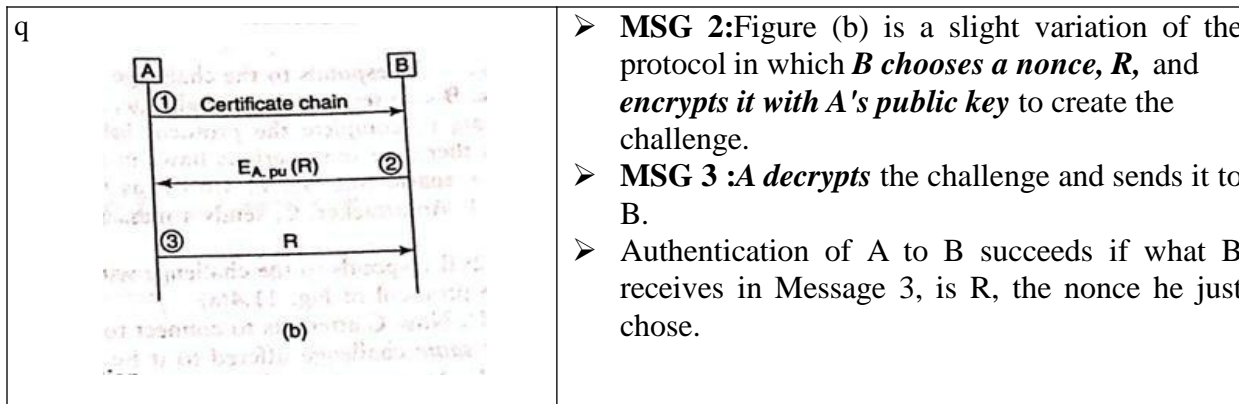 q
A B
① Certificate chain
E_A. pu (R) ②
③ R
(b)
➢ MSG 2:Figure (b) is a slight variation of the
protocol in which B chooses a nonce, R, and
encrypts it with A's public key to create the
challenge.
➢ MSG 3 :A decrypts the challenge and sends it to
B.
➢ Authentication of A to B succeeds if what B
receives in Message 3, is R, the nonce he just
chose.